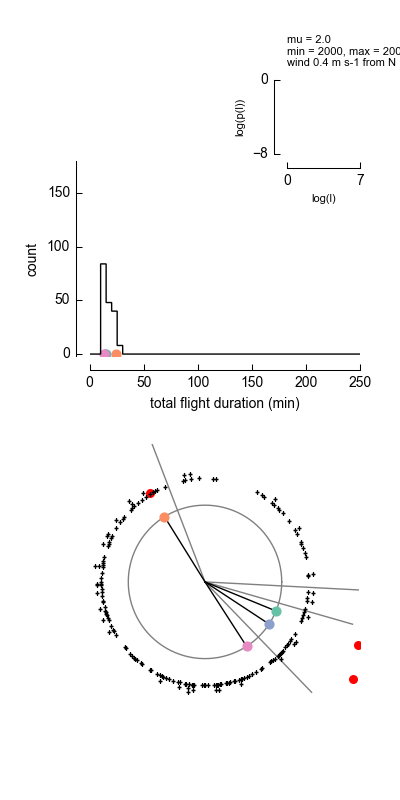 mu = 2.0
min = 2000, max = 200
wind 0.4 m s-1 from N
0
log(p(l))
−8
0 7
log(l)
150
100
50
0
count
0 50 100 150 200 250
total flight duration (min)